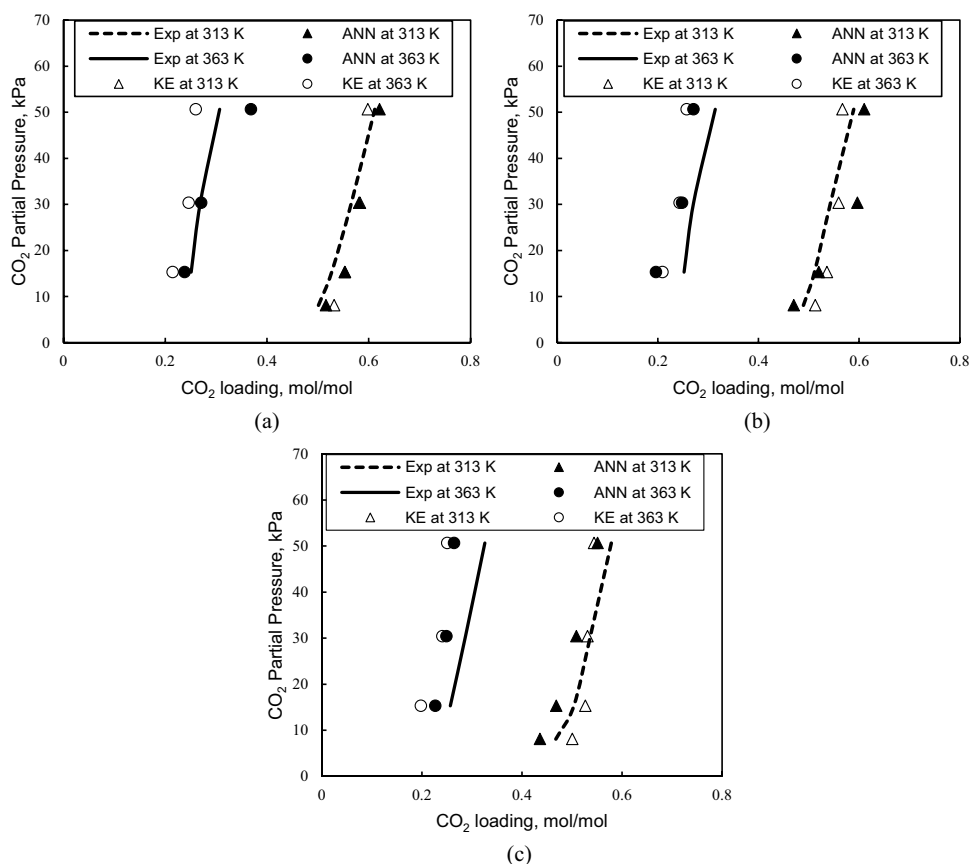 70
60
50
40
30
20
10
0
CO2 Partial Pressure, kPa
Exp at 313 K
ANN at 313 K
Exp at 363 K
ANN at 363 K
KE at 313 K
KE at 363 K
0
0.2
0.4
0.6
0.8
CO2 loading, mol/mol
(a)
70
60
50
40
30
20
10
0
CO2 Partial Pressure, kPa
Exp at 313 K
ANN at 313 K
Exp at 363 K
ANN at 363 K
KE at 313 K
KE at 363 K
0
0.2
0.4
0.6
0.8
CO2 loading, mol/mol
(b)
70
60
50
40
30
20
10
0
CO2 Partial Pressure, kPa
Exp at 313 K
ANN at 313 K
Exp at 363 K
ANN at 363 K
KE at 313 K
KE at 363 K
0
0.2
0.4
0.6
0.8
CO2 loading, mol/mol
(c)